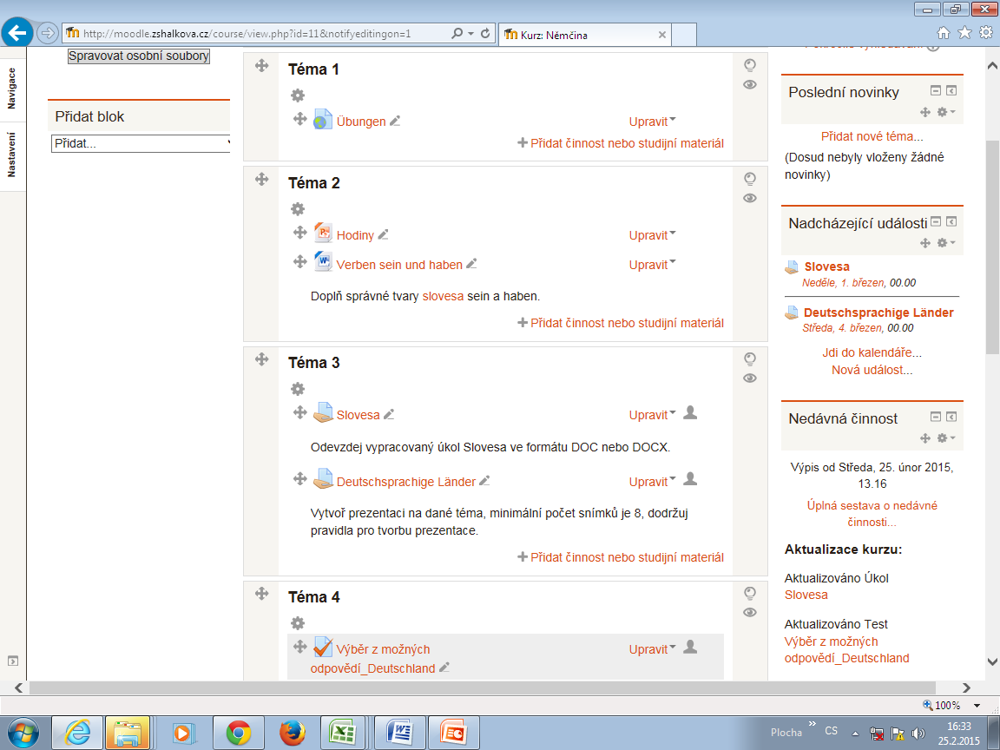 http://moodle.zshalkova.cz/course/view.php?id=11&notifyeditingon=1
Kurz: Němčina
Navigace
Nastavení
Spravovat osobní soubory
Přidat blok
Přidat...
Téma 1
Übungen
Upravit
Přidat činnost nebo studijní materiál
Téma 2
Hodiny
Upravit
Verben sein und haben
Upravit
Doplň správné tvary slovesa sein a haben.
Přidat činnost nebo studijní materiál
Téma 3
Slovesa
Upravit
Odevzdej vypracovaný úkol Slovesa ve formátu DOC nebo DOCX.
Deutschsprachige Länder
Upravit
Vytvoř prezentaci na dané téma, minimální počet snímků je 8, dodržuj
pravidla pro tvorbu prezentace.
Přidat činnost nebo studijní materiál
Téma 4
Výběr z možných
odpovědí_Deutschland
Upravit
Poslední novinky
Přidat nové téma...
(Dosud nebyly vloženy žádné
novinky)
Nadcházející události
Slovesa
Neděle, 1. březen, 00.00
Deutschsprachige Länder
Středa, 4. březen, 00.00
Jdi do kalendáře...
Nová událost...
Nedávná činnost
Výpis od Středa, 25. únor 2015,
13.16
Úplná sestava o nedávné
činnosti...
Aktualizace kurzu:
Aktualizováno Úkol
Slovesa
Aktualizováno Test
Výběr z možných
odpovědí_Deutschland
100%
Plocha
CS
16:33
25.2.2015